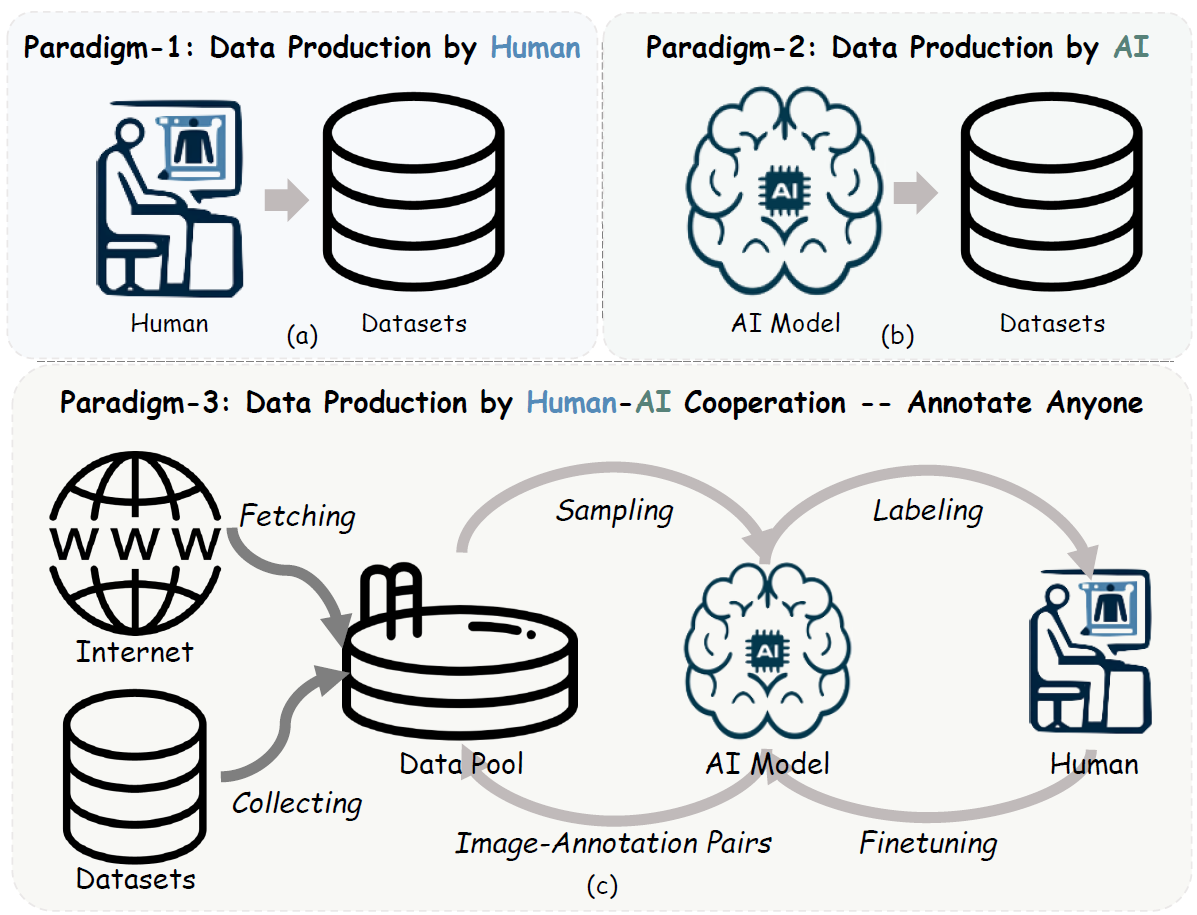 Paradigm-1: Data Production by Human
Human
(a)
Datasets
Paradigm-2: Data Production by AI
AI
AI Model
(b)
Datasets
Paradigm-3: Data Production by Human-AI Cooperation -- Annotate Anyone
WWW
Internet
Fetching
Datasets
Collecting
Data Pool
Sampling
AI
AI Model
Labeling
Human
Image-Annotation Pairs
Finetuning
(c)